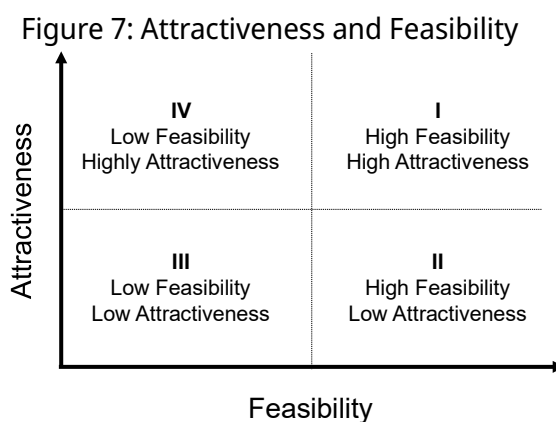 Figure 7: Attractiveness and Feasibility
Attractiveness
IV
Low Feasibility
Highly Attractiveness
I
High Feasibility
High Attractiveness
III
Low Feasibility
Low Attractiveness
II
High Feasibility
Low Attractiveness
Feasibility